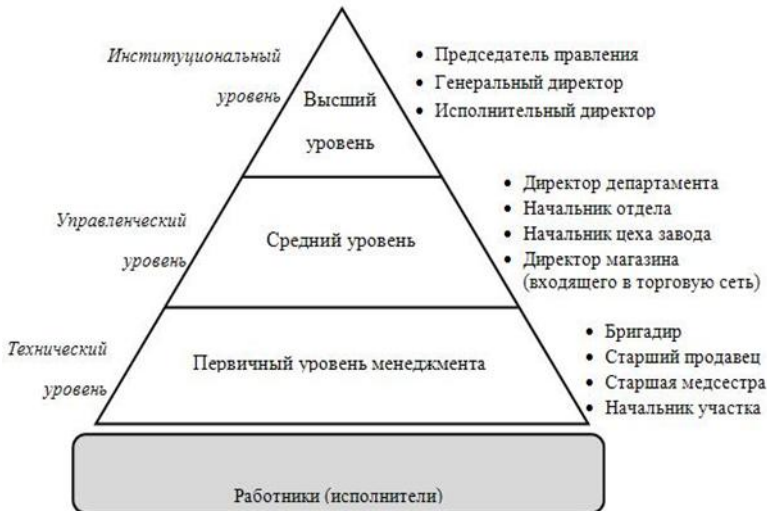 Институциональный
уровень
Высший
уровень
• Председатель правления
• Генеральный директор
• Исполнительный директор
Управленческий
уровень
Средний уровень
• Директор департамента
• Начальник отдела
• Начальник цеха завода
• Директор магазина
(входящего в торговую сеть)
Технический
уровень
Первичный уровень менеджмента
• Бригадир
• Старший продавец
• Старшая медсестра
• Начальник участка
Работники (исполнители)